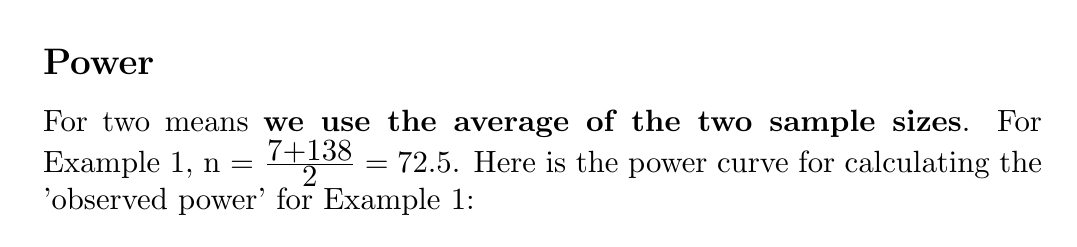 Power
For two means we use the average of the two sample sizes. For
Example 1, n = \frac{7+138}{2} = 72.5. Here is the power curve for calculating the
'observed power' for Example 1: